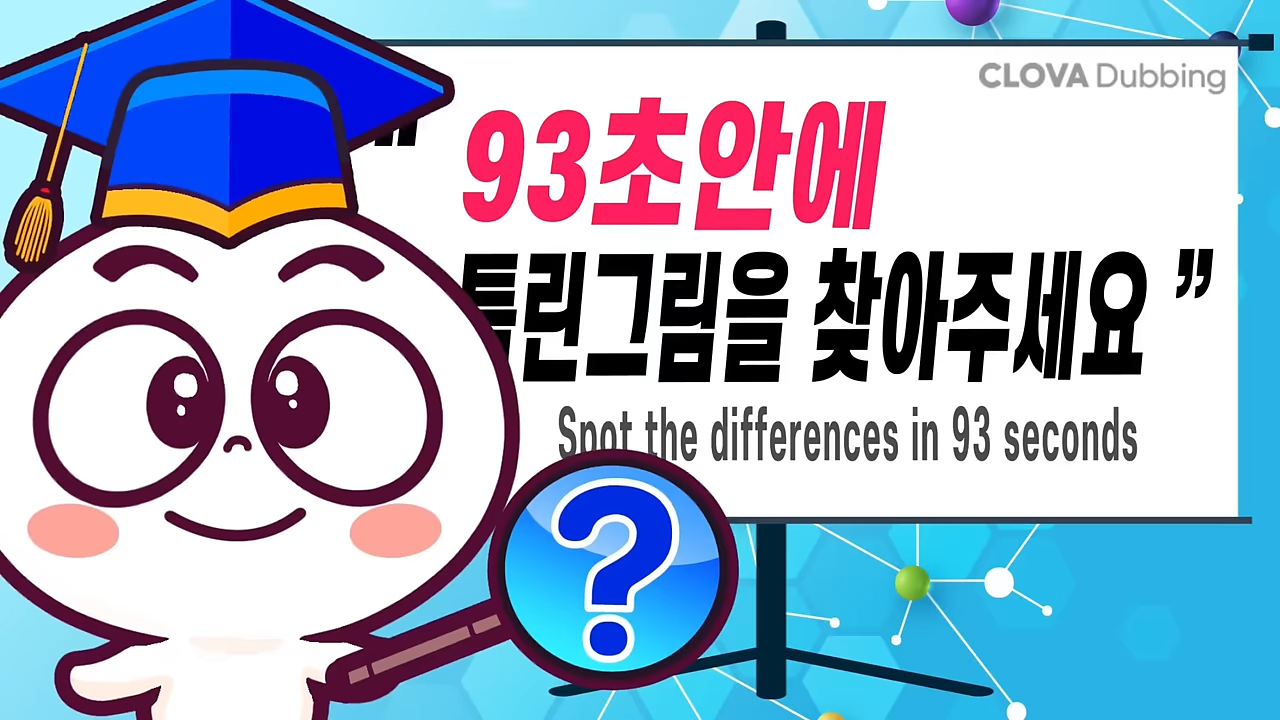 CLOVA Dubbing
" 93초안에
틀린그림을 찾아주세요 "
Spot the differences in 93 seconds
?